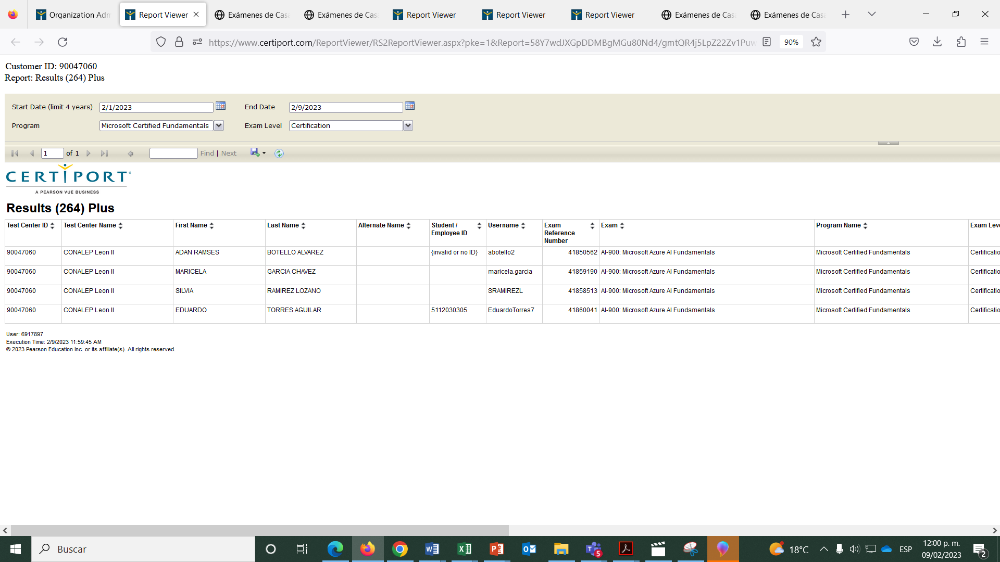 Organization Adm Report Viewer Exámenes de Casa Exámenes de Casa Report Viewer Report Viewer Report Viewer Exámenes de Casa Exámenes de Casa
https://www.certiport.com/ReportViewer/RS2ReportViewer.aspx?pke=1&Report=58Y7wdJXGpDDMBgMGu80Nd4/gmtQR4j5LpZ22Zv1Puw 90%
Customer ID: 90047060
Report: Results (264) Plus
Start Date (limit 4 years) 2/1/2023 End Date 2/9/2023
Program Microsoft Certified Fundamentals Exam Level Certification
1 of 1 Find | Next
CERTIPORT®
A PEARSON VUE BUSINESS
Results (264) Plus
Test Center ID Test Center Name First Name Last Name Alternate Name Student / Employee ID Username Exam Reference Number Exam Program Name Exam Leve
90047060 CONALEP Leon II ADAN RAMSES BOTELLO ALVAREZ {invalid or no ID} abotello2 41850562 AI-900: Microsoft Azure AI Fundamentals Microsoft Certified Fundamentals Certificatio
90047060 CONALEP Leon II MARICELA GARCIA CHAVEZ maricela.garcia 41859190 AI-900: Microsoft Azure AI Fundamentals Microsoft Certified Fundamentals Certificatio
90047060 CONALEP Leon II SILVIA RAMIREZ LOZANO SRAMIREZL 41858513 AI-900: Microsoft Azure AI Fundamentals Microsoft Certified Fundamentals Certificatio
90047060 CONALEP Leon II EDUARDO TORRES AGUILAR 5112030305 EduardoTorres7 41860041 AI-900: Microsoft Azure AI Fundamentals Microsoft Certified Fundamentals Certificatio
User: 6917897
Execution Time: 2/9/2023 11:59:45 AM
© 2023 Pearson Education Inc. or its affiliate(s). All rights reserved.
Buscar 5 18°C ESP 12:00 p. m.
09/02/2023 2